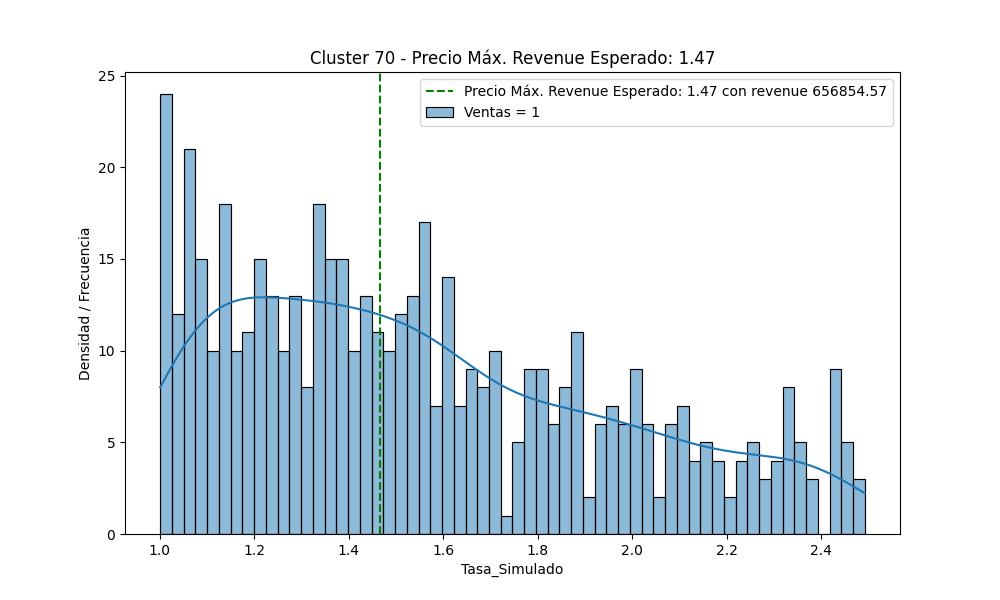 Cluster 70 - Precio Máx. Revenue Esperado: 1.47
Precio Máx. Revenue Esperado: 1.47 con revenue 656854.57
Ventas = 1
Densidad / Frecuencia
25
20
15
10
5
0
1.0
1.2
1.4
1.6
1.8
2.0
2.2
2.4
Tasa_Simulado